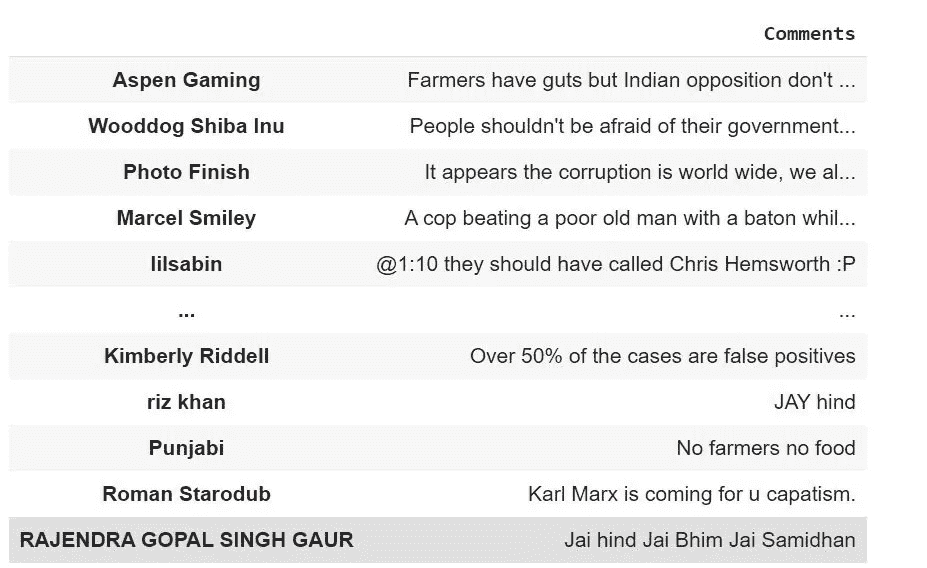 Comments
Aspen Gaming Farmers have guts but Indian opposition don't ...
Wooddog Shiba Inu People shouldn't be afraid of their government...
Photo Finish It appears the corruption is world wide, we al...
Marcel Smiley A cop beating a poor old man with a baton whil...
lilsabin @1:10 they should have called Chris Hemsworth :P
... ...
Kimberly Riddell Over 50% of the cases are false positives
riz khan JAY hind
Punjabi No farmers no food
Roman Starodub Karl Marx is coming for u capatism.
RAJENDRA GOPAL SINGH GAUR Jai hind Jai Bhim Jai Samidhan